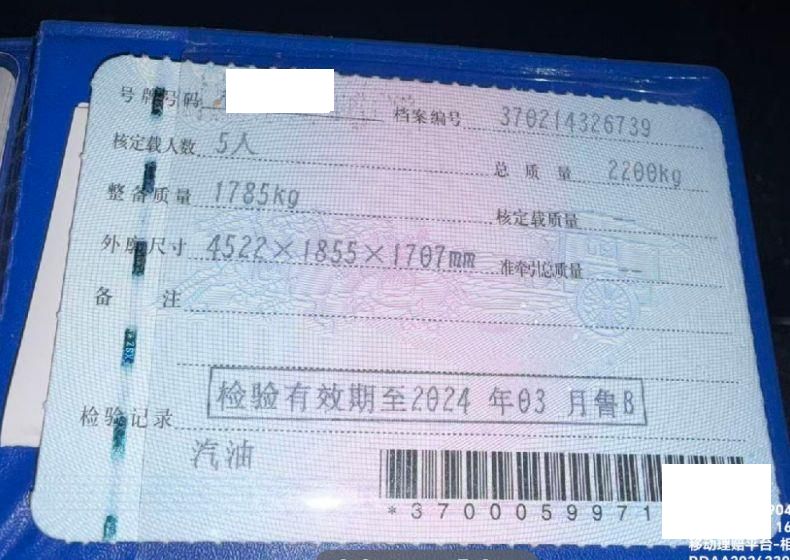 号牌号码
档案编号 370214326739
核定载人数 5人
总质量 2200kg
整备质量 1785kg
核定载质量 --
外廓尺寸 4522×1855×1707mm
准牵引总质量 --
备注
检验有效期至2024年03月鲁B
检验记录
汽油
*3700059971
904
16
移动理赔平台-相